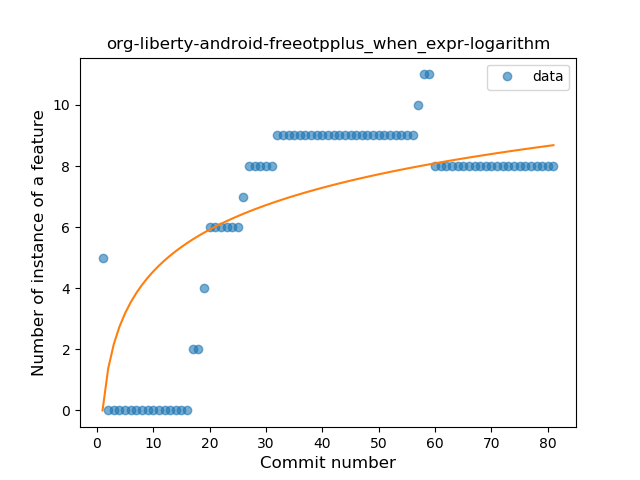 org-liberty-android-freeotpplus_when_expr-logarithm
data
Number of instance of a feature
10
8
6
4
2
0
0 10 20 30 40 50 60 70 80
Commit number